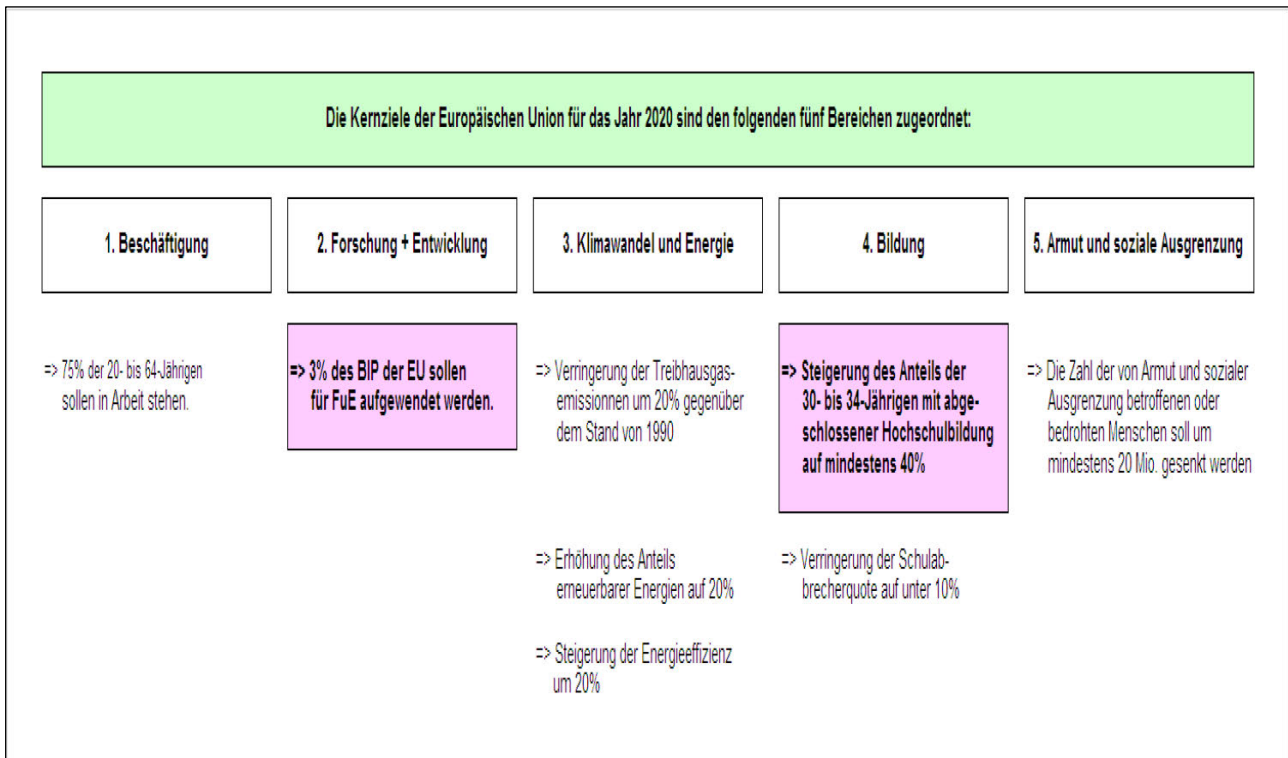 Die Kernziele der Europäischen Union für das Jahr 2020 sind den folgenden fünf Bereichen zugeordnet:
1. Beschäftigung
=> 75% der 20- bis 64-Jährigen
sollen in Arbeit stehen.
2. Forschung + Entwicklung
=> 3% des BIP der EU sollen
für FuE aufgewendet werden.
3. Klimawandel und Energie
=> Verringerung der Treibhausgas-
emissionnen um 20% gegenüber
dem Stand von 1990
=> Erhöhung des Anteils
erneuerbarer Energien auf 20%
=> Steigerung der Energieeffizienz
um 20%
4. Bildung
=> Steigerung des Anteils der
30- bis 34-Jährigen mit abge-
schlossener Hochschulbildung
auf mindestens 40%
=> Verringerung der Schulab-
brecherquote auf unter 10%
5. Armut und soziale Ausgrenzung
=> Die Zahl der von Armut und sozialer
Ausgrenzung betroffenen oder
bedrohten Menschen soll um
mindestens 20 Mio. gesenkt werden